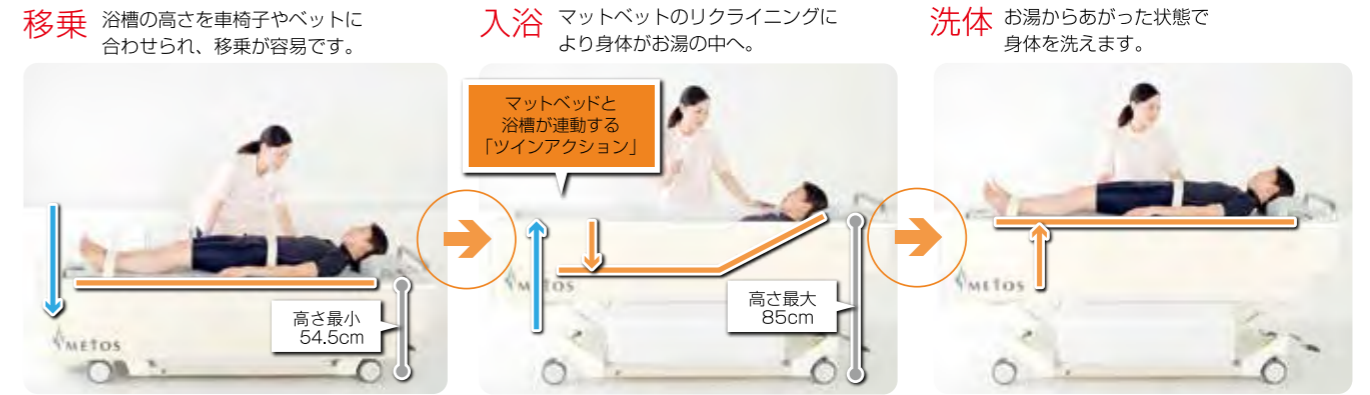 移乗
浴槽の高さを車椅子やベットに
合わせられ、移乗が容易です。
入浴
マットベットのリクライニングに
より身体がお湯の中へ。
洗体
お湯からあがった状態で
身体を洗えます。
マットベッドと
浴槽が連動する
「ツインアクション」
高さ最小
54.5cm
METOS
高さ最大
85cm
METOS
METOS